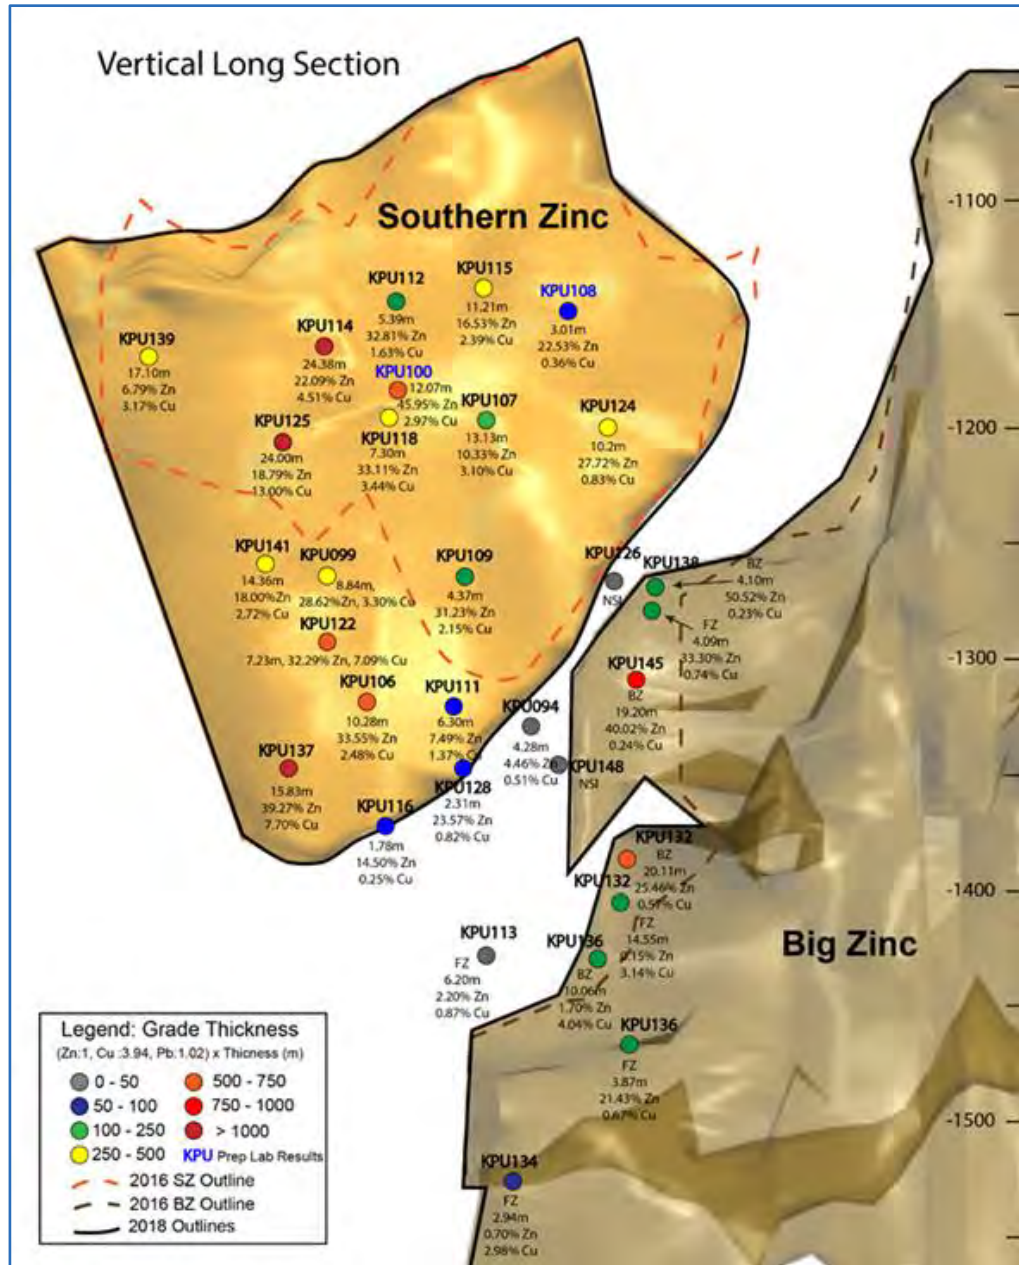 Vertical Long Section
Southern Zinc
KPU115
11.21m
16.53% Zn
2.39% Cu
KPU112
5.39m
32.81% Zn
1.63% Cu
KPU108
3.01m
22.53% Zn
0.36% Cu
KPU114
24.38m
22.09% Zn
4.51% Cu
KPU139
17.10m
6.79% Zn
3.17% Cu
KPU100
12.07m
45.95% Zn
2.97% Cu
KPU107
13.13m
10.33% Zn
3.10% Cu
KPU124
10.2m
27.72% Zn
0.83% Cu
KPU125
24.00m
18.79% Zn
13.00% Cu
KPU118
7.30m
33.11% Zn
3.44% Cu
KPU141
14.36m
18.00%Zn
2.72% Cu
KPU099
8.84m,
28.62%Zn, 3.30% Cu
KPU109
4.37m
31.23% Zn
2.15% Cu
KPU126
NSI
KPU138
BZ
4.10m
50.52% Zn
0.23% Cu
FZ
4.09m
33.30% Zn
0.74% Cu
KPU122
7.23m, 32.29% Zn, 7.09% Cu
KPU145
BZ
19.20m
40.02% Zn
0.24% Cu
KPU106
10.28m
33.55% Zn
2.48% Cu
KPU111
6.30m
7.49% Zn
1.37% Cu
KPU094
4.28m
4.46% Zn
0.51% Cu
KPU148
NSI
KPU137
15.83m
39.27% Zn
7.70% Cu
KPU128
2.31m
23.57% Zn
0.82% Cu
KPU116
1.78m
14.50% Zn
0.25% Cu
KPU132
BZ
20.11m
25.46% Zn
0.57% Cu
KPU132
FZ
14.55m
0.15% Zn
3.14% Cu
KPU113
FZ
6.20m
2.20% Zn
0.87% Cu
KPU136
BZ
10.06m
1.70% Zn
4.04% Cu
Big Zinc
KPU136
FZ
3.87m
21.43% Zn
0.67% Cu
KPU134
FZ
2.94m
0.70% Zn
2.98% Cu
-1100
-1200
-1300
-1400
-1500
Legend: Grade Thickness
(Zn:1, Cu :3.94, Pb:1.02) x Thicness (m)
0 - 50
50 - 100
100 - 250
250 - 500
500 - 750
750 - 1000
> 1000
KPU Prep Lab Results
2016 SZ Outline
2016 BZ Outline
2018 Outlines